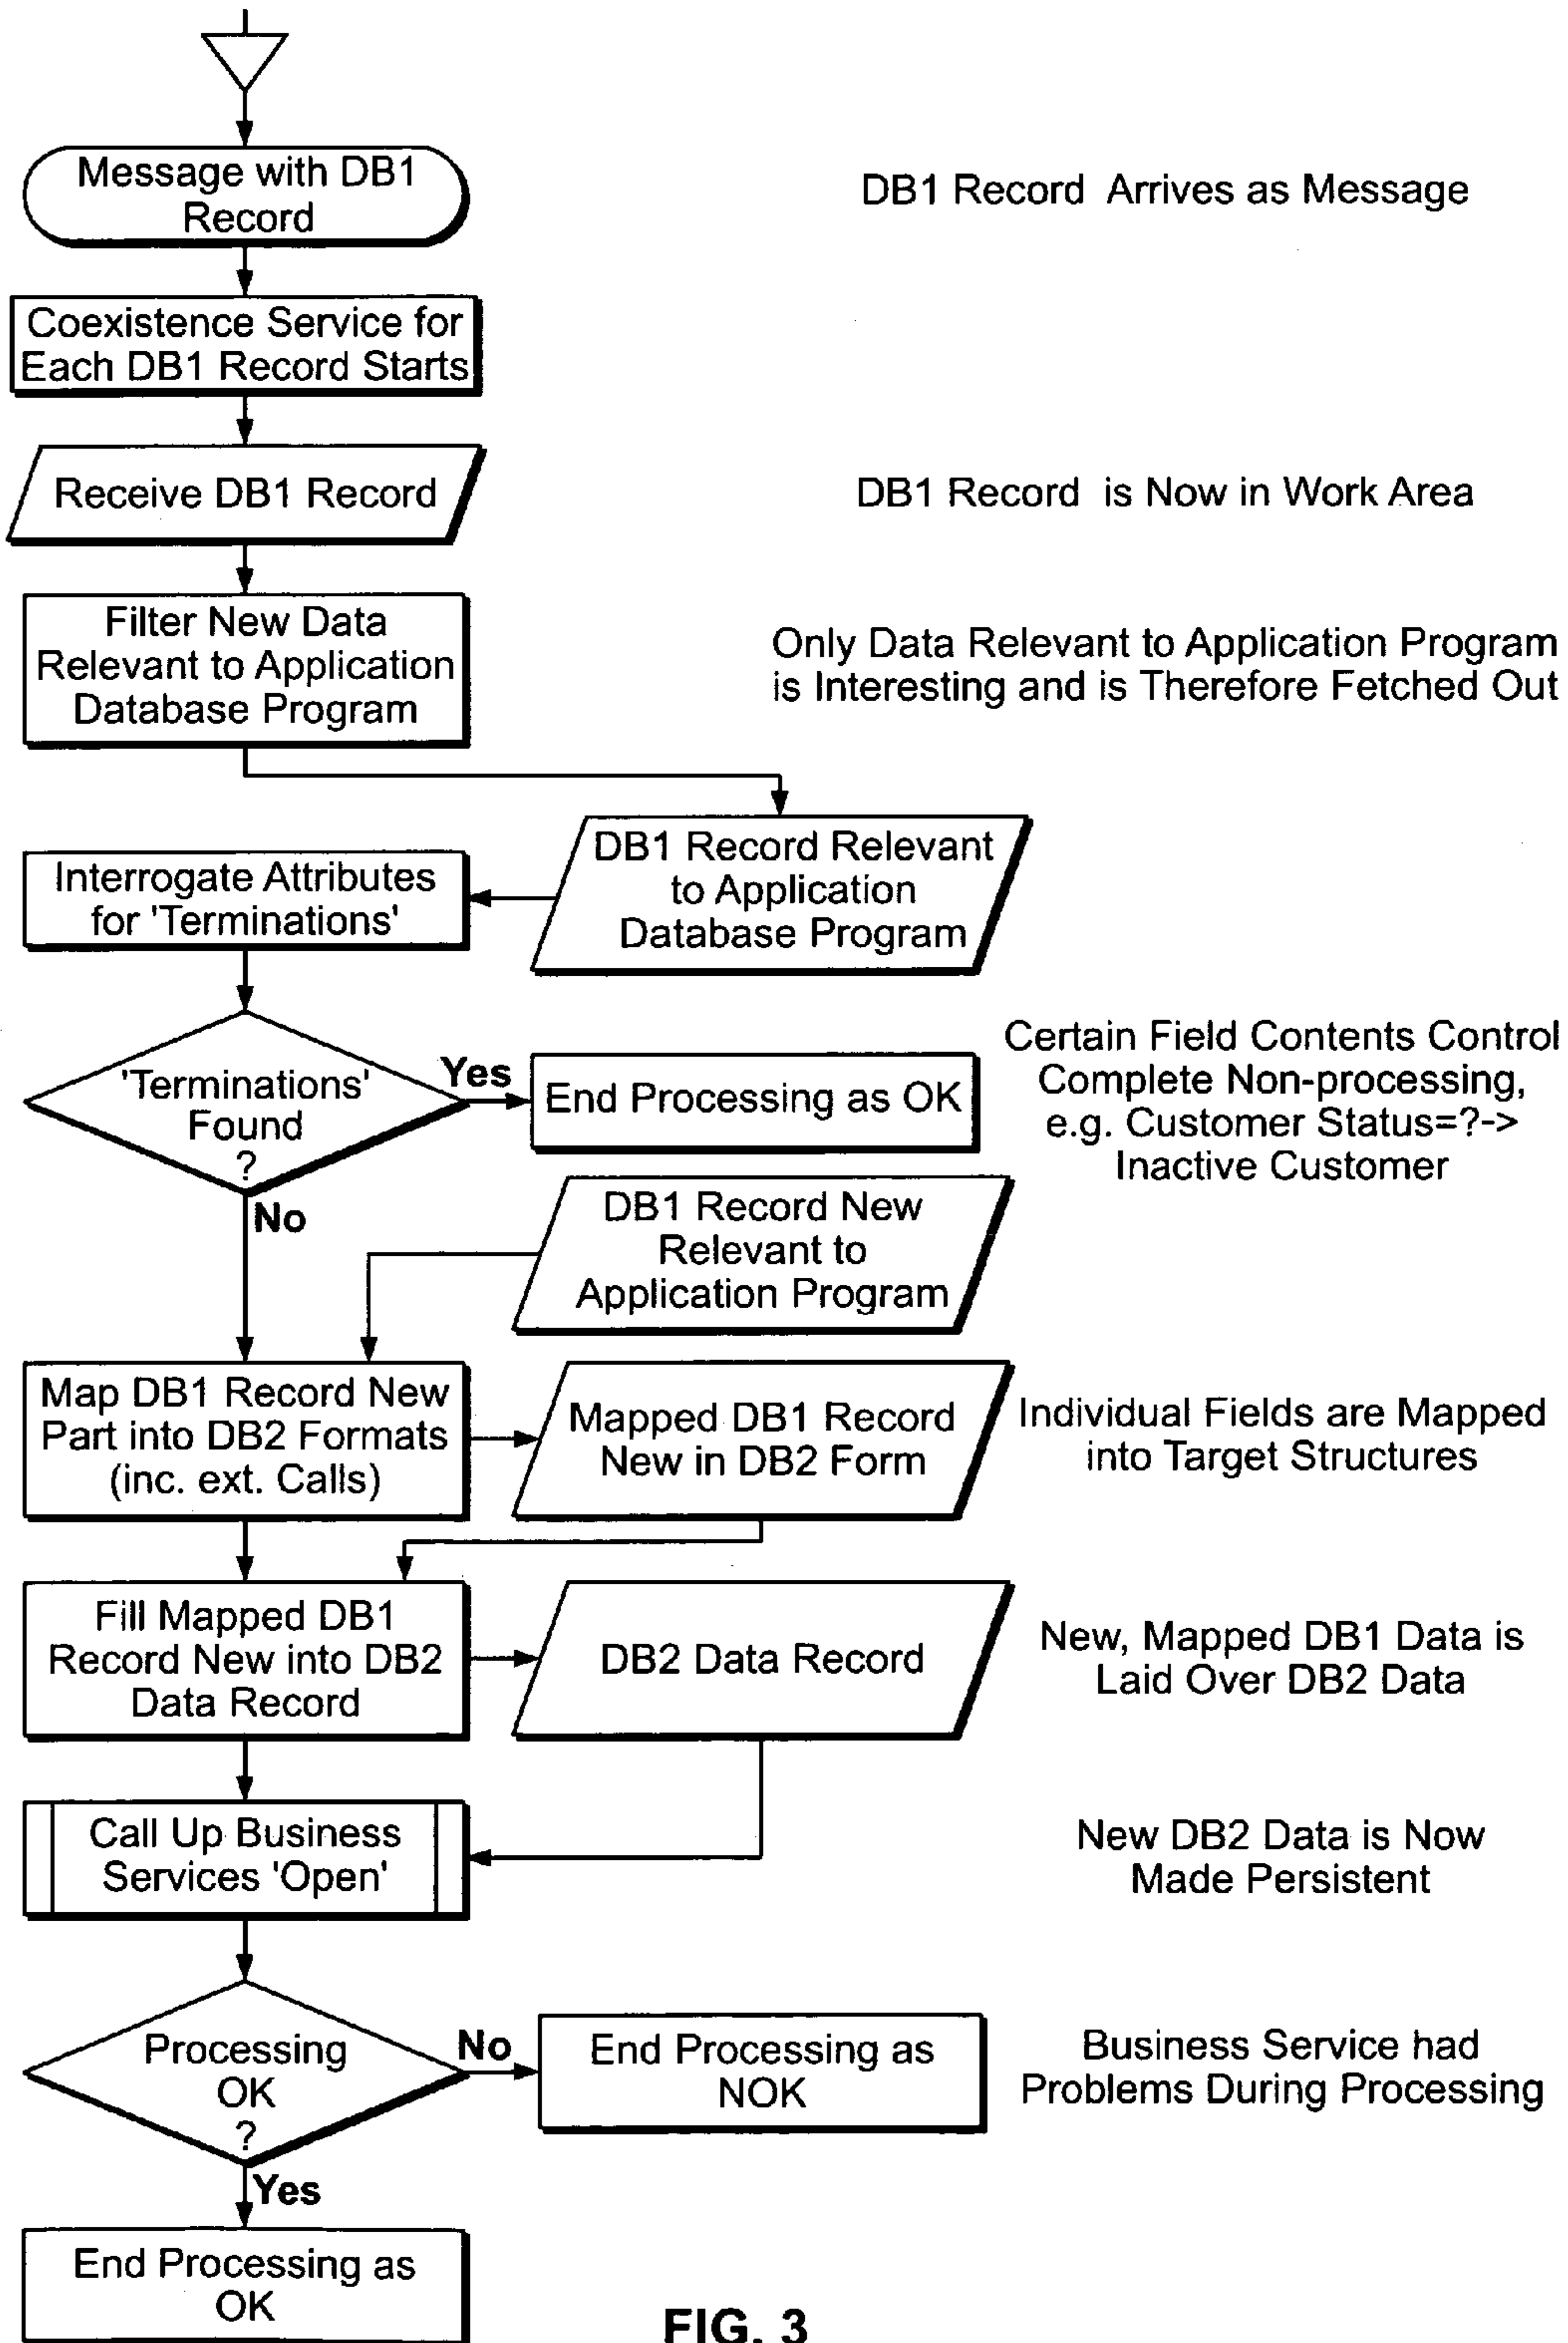 Message with DB1
Record
DB1 Record Arrives as Message
Coexistence Service for
Each DB1 Record Starts
Receive DB1 Record
DB1 Record is Now in Work Area
Filter New Data
Relevant to Application
Database Program
Only Data Relevant to Application Program
is Interesting and is Therefore Fetched Out
DB1 Record Relevant
to Application
Database Program
Interrogate Attributes
for 'Terminations'
'Terminations'
Found
?
Yes
End Processing as OK
Certain Field Contents Control
Complete Non-processing,
e.g. Customer Status=?->
Inactive Customer
No
DB1 Record New
Relevant to
Application Program
Map DB1 Record New
Part into DB2 Formats
(inc. ext. Calls)
Mapped DB1 Record
New in DB2 Form
Individual Fields are Mapped
into Target Structures
Fill Mapped DB1
Record New into DB2
Data Record
DB2 Data Record
New, Mapped DB1 Data is
Laid Over DB2 Data
Call Up Business
Services 'Open'
New DB2 Data is Now
Made Persistent
Processing
OK
?
No
End Processing as
NOK
Business Service had
Problems During Processing
Yes
End Processing as
OK
FIG. 3